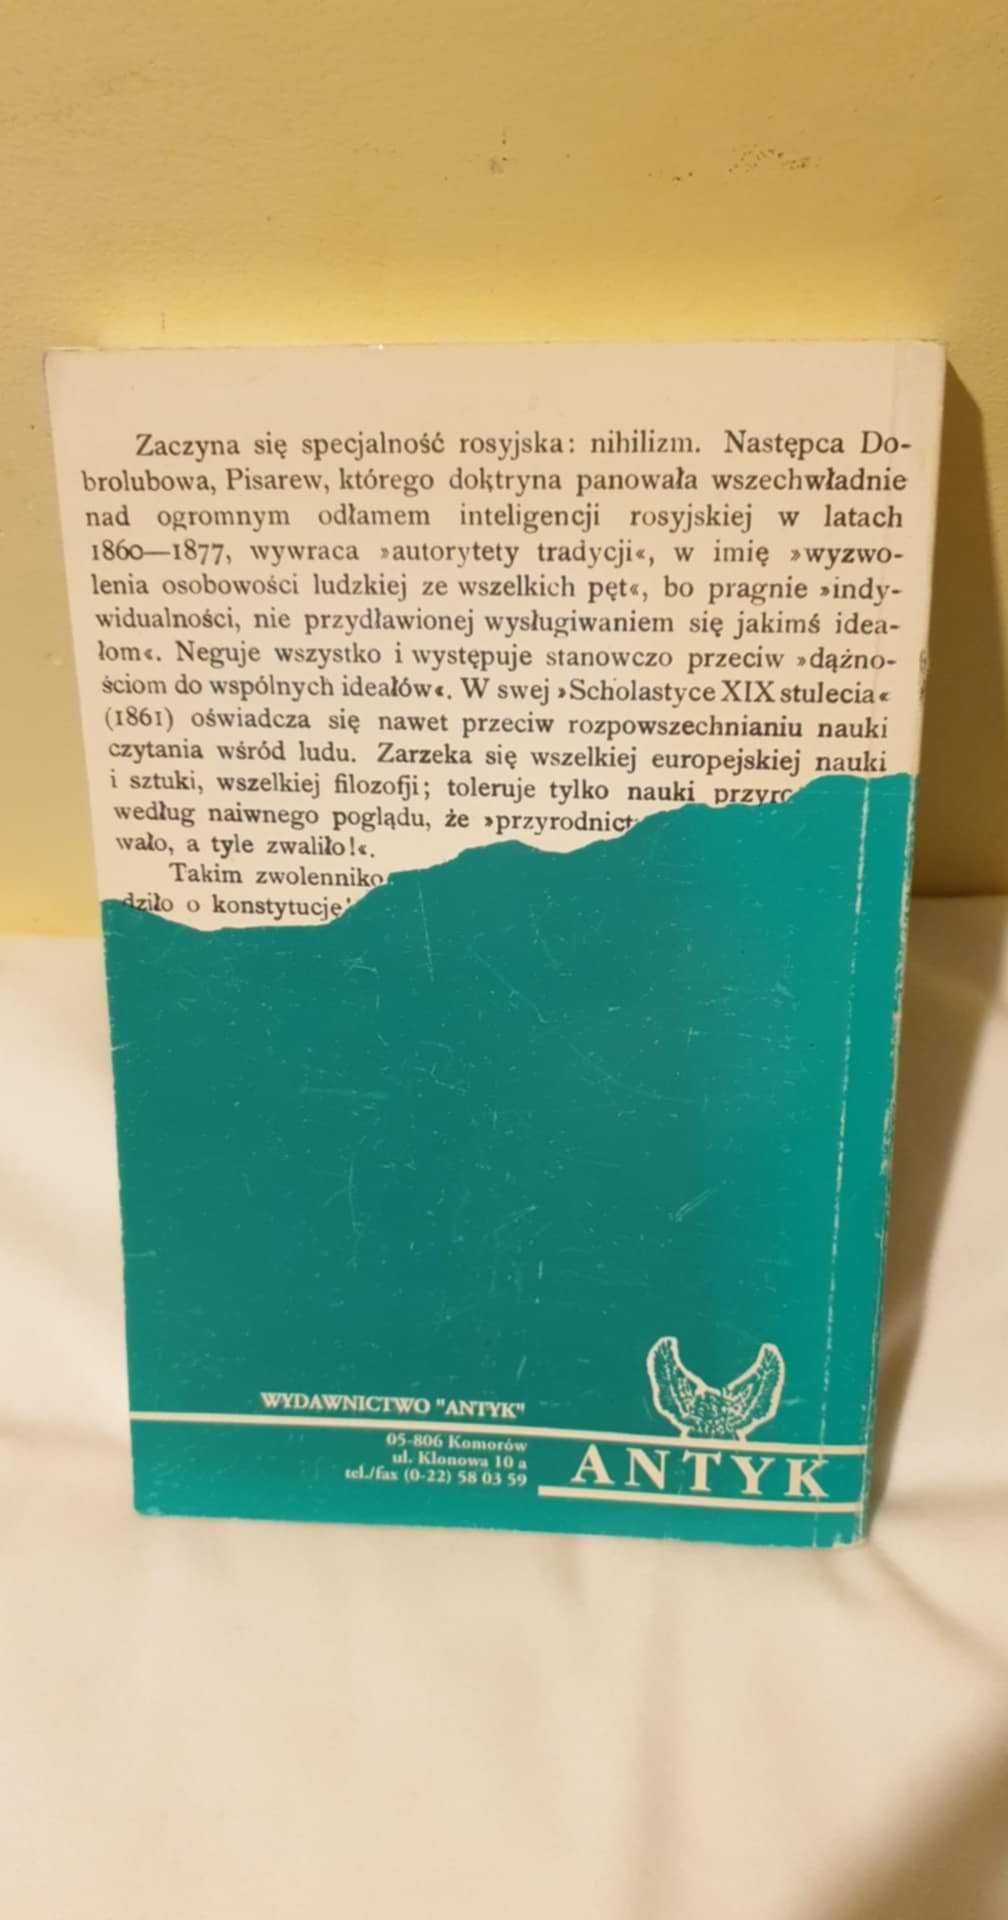 Zaczyna się specjalność rosyjska: nihilizm. Następca Do-
brolubowa, Pisarew, którego doktryna panowała wszechwładnie
nad ogromnym odłamem inteligencji rosyjskiej w latach
1860—1877, wywraca »autorytety tradycji«, w imię »wyzwo-
lenia osobowości ludzkiej ze wszelkich pęt«, bo pragnie »indy-
widualności, nie przydławionej wysługiwaniem się jakimś idea-
łom«. Neguje wszystko i występuje stanowczo przeciw »dążno-
ściom do wspólnych ideałów«. W swej »Scholastyce XIX stulecia«
(1861) oświadcza się nawet przeciw rozpowszechnianiu nauki
czytania wśród ludu. Zarzeka się wszelkiej europejskiej nauki
i sztuki, wszelkiej filozofji; toleruje tylko nauki
według naiwnego poglądu, że
wało, a tyle zwaliło!«.
Takim
o konstytucję
WYDAWNICTWO "ANTYK"
05-806 Komorów
ul. Klonowa 10 a
tel./fax (0-22) 58 03 59
ANTYK